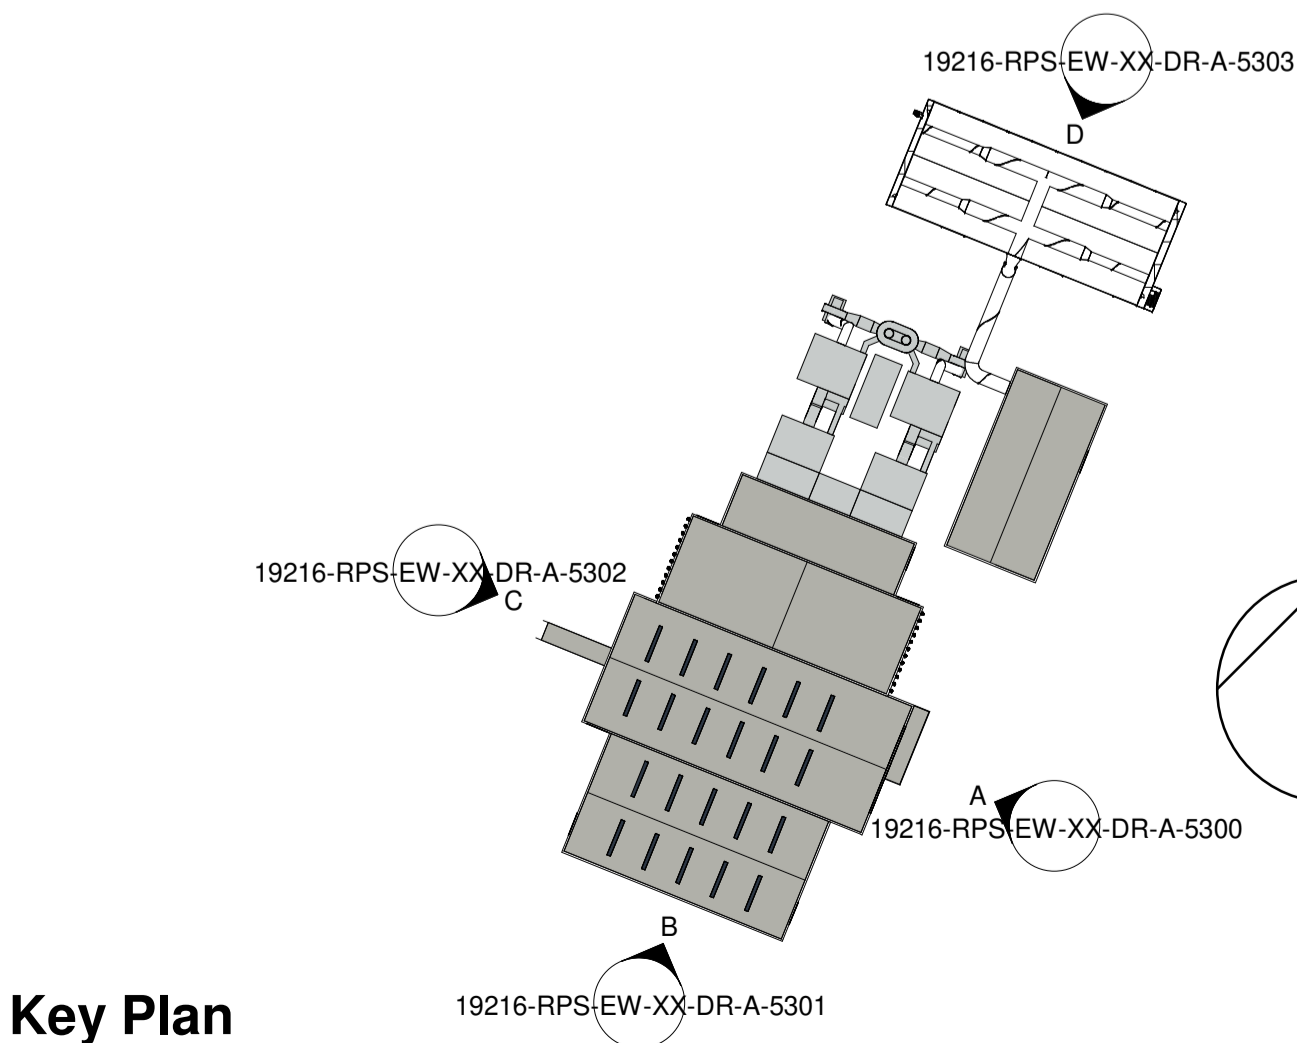 19216-RPS-EW-XX-DR-A-5303
D
19216-RPS-EW-XX-DR-A-5302
C
A
19216-RPS-EW-XX-DR-A-5300
B
19216-RPS-EW-XX-DR-A-5301
Key Plan